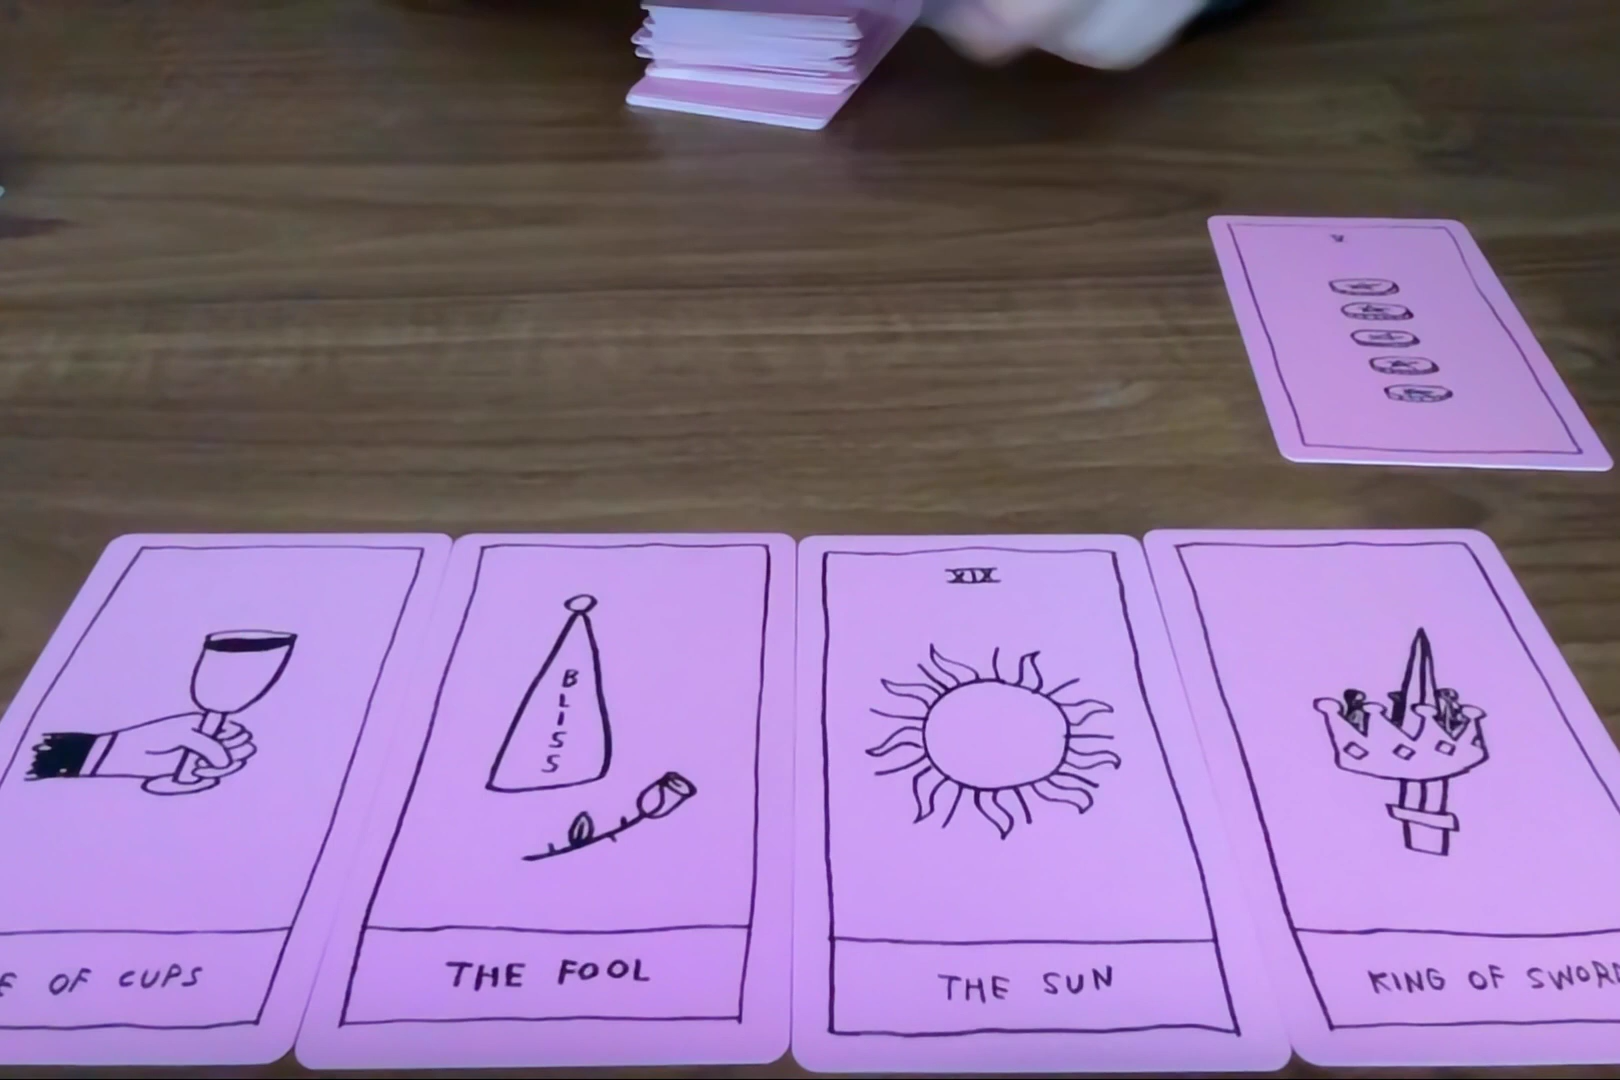 V
E OF CUPS
BLISS
THE FOOL
XIX
THE SUN
KING OF SWORD